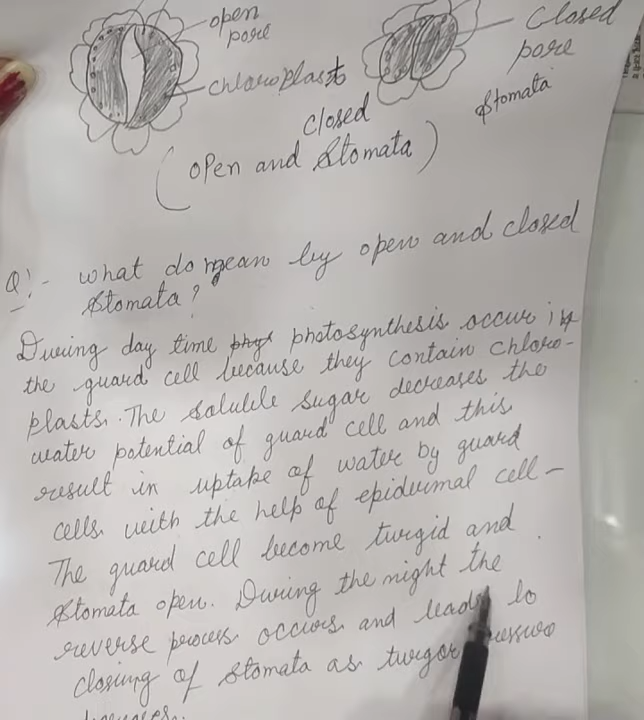 open
pore
chloroplast
closed
pore
Stomata
closed
(open and Stomata)
Q:- what do mean by open and closed
Stomata?
During day time photosynthesis occur in
the guard cell because they contain chloro-
plasts. The Soluble sugar decreases the
water potential of guard cell and this
result in uptake of water by guard
cells with the help of epidermal cell -
The guard cell become turgid and
Stomata open. During the night the
reverse process occurs and leads to
closing of stomata as turgor